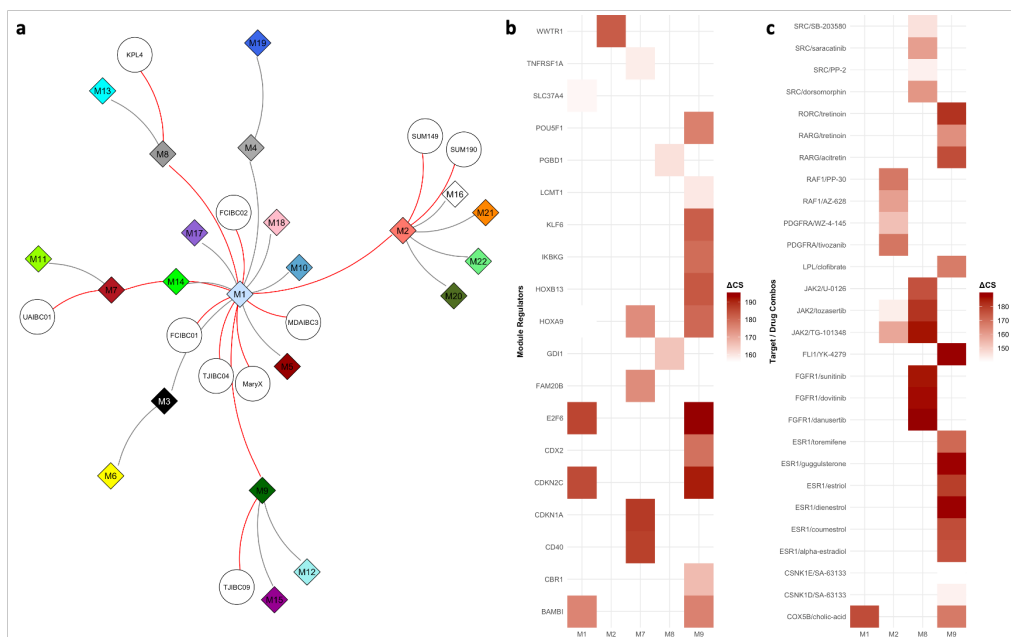 a
M19
KPL4
M13
M8
M4
SUM149
SUM190
M16
FCIBC02
M18
M21
M17
M2
M11
M10
M22
M14
M7
M1
M20
UAIBC01
MDAIBC3
FCIBC01
M5
TJIBC04
MaryX
M3
M6
M9
M12
TJIBC09
M15
b
Module Regulators
WWTR1
TNFRSF1A
SLC37A4
POU5F1
PGBD1
LCMT1
KLF6
IKBKG
HOXB13
HOXA9
GDI1
FAM20B
E2F6
CDX2
CDKN2C
CDKN1A
CD40
CBR1
BAMBI
M1 M2 M7 M8 M9
ΔCS
190
180
170
160
c
Target / Drug Combos
SRC/SB-203580
SRC/saracatinib
SRC/PP-2
SRC/dorsomorphin
RORC/tretinoin
RARG/tretinoin
RARG/acitretin
RAF1/PP-30
RAF1/AZ-628
PDGFRA/WZ-4-145
PDGFRA/tivozanib
LPL/clofibrate
JAK2/U-0126
JAK2/lozasertib
JAK2/TG-101348
FLI1/YK-4279
FGFR1/sunitinib
FGFR1/dovitinib
FGFR1/danusertib
ESR1/toremifene
ESR1/guggulsterone
ESR1/estriol
ESR1/dienestrol
ESR1/coumestrol
ESR1/alpha-estradiol
CSNK1E/SA-63133
CSNK1D/SA-63133
COX5B/cholic-acid
M1 M2 M8 M9
ΔCS
180
170
160
150